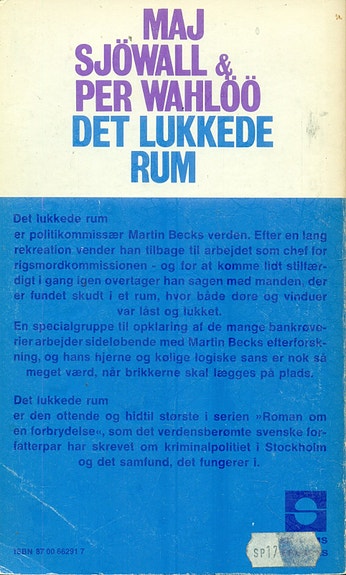 MAJ
SJÖWALL &
PER WAHLÖÖ
DET LUKKEDE
RUM
Det lukkede rum
er politikommissær Martin Becks verden. Efter en lang
rekreation vender han tilbage til arbejdet som chef for
rigsmordkommissionen - og for at komme lidt stilfær-
digt i gang igen overtager han sagen med manden, der
er fundet skudt i et rum, hvor både døre og vinduer
var låst og lukket.
En specialgruppe til opklaring af de mange bankrøve-
rier arbejder sideløbende med Martin Becks efterforsk-
ning, og hans hjerne og kølige logiske sans er nok så
meget værd, når brikkerne skal lægges på plads.
Det lukkede rum
er den ottende og hidtil største i serien »Roman om
en forbrydelse«, som det verdensberømte svenske for-
fatterpar har skrevet om kriminalpolitiet i Stockholm
og det samfund, det fungerer i.
ISBN 87 00 66291 7
SP17